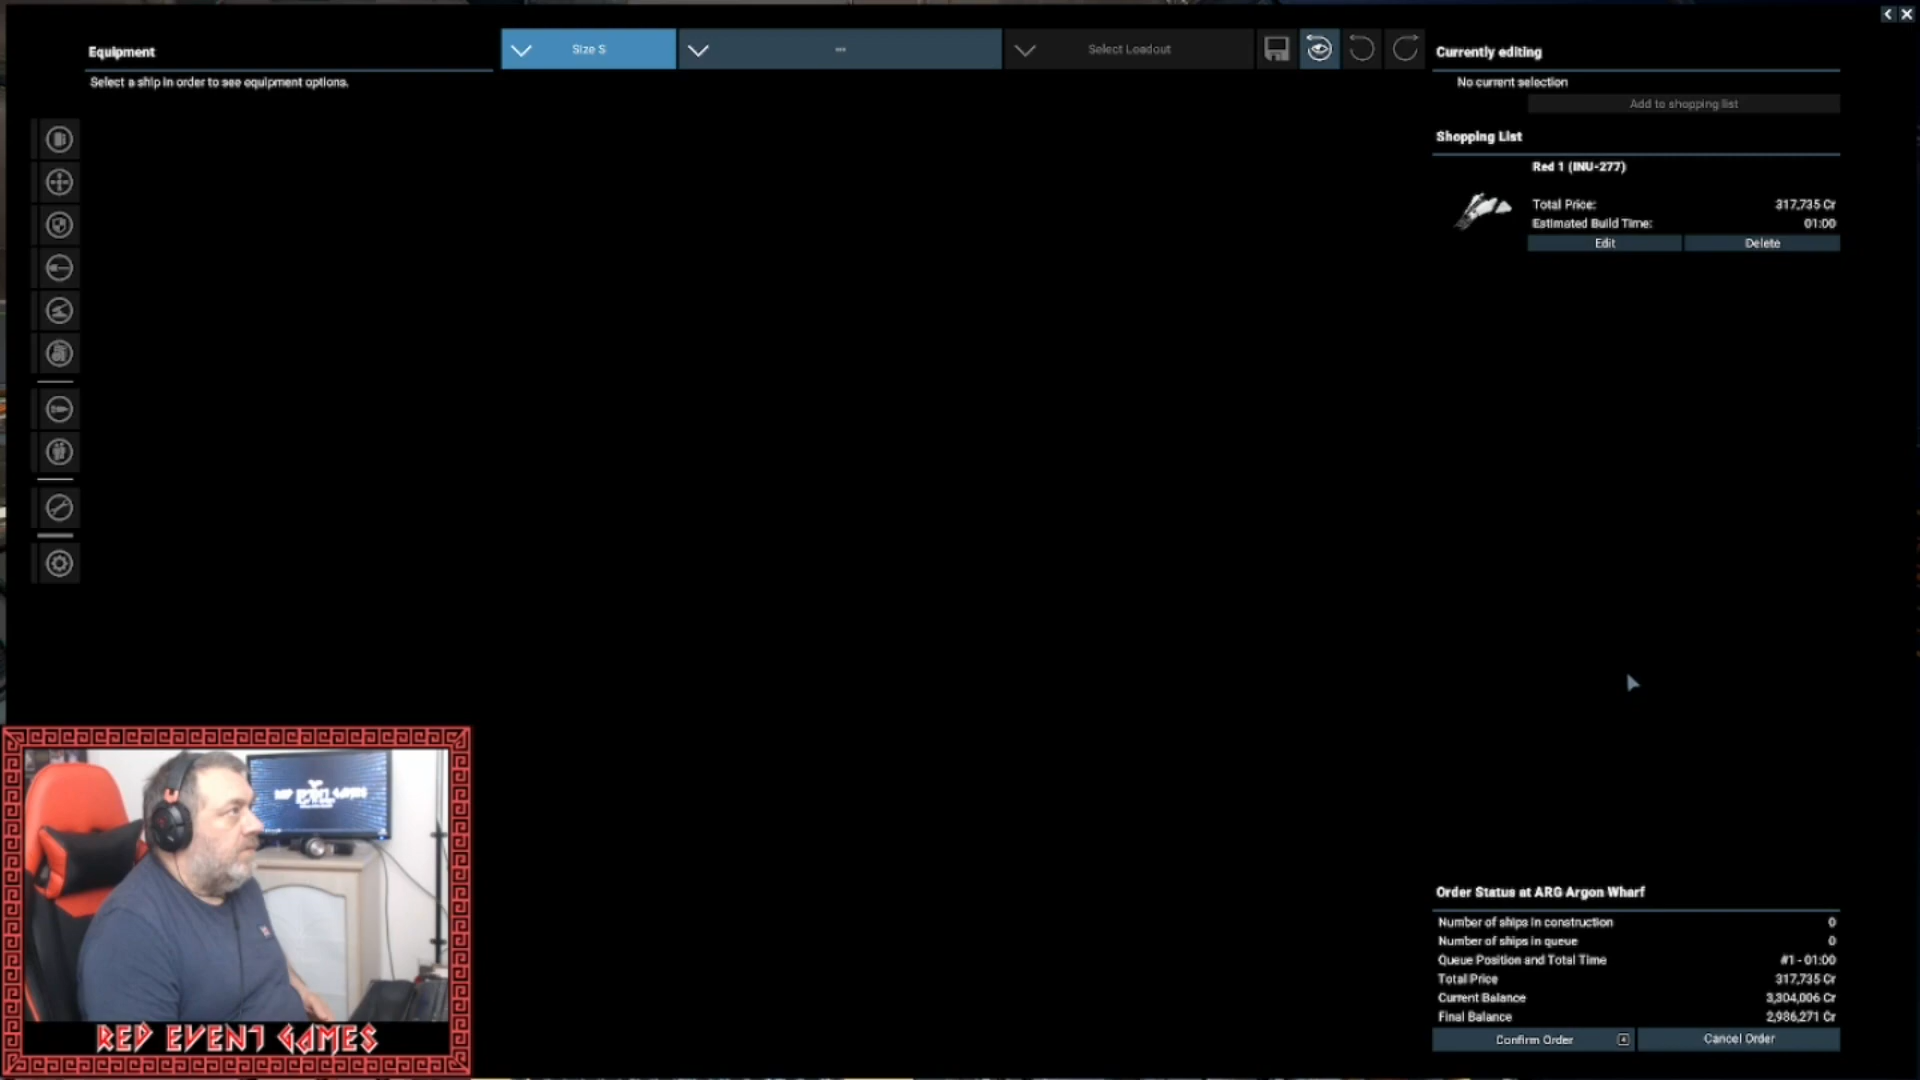 Equipment
Select a ship in order to see equipment options.
Size S
Select Loadout
Currently editing
No current selection
Add to shopping list
Shopping List
Red 1 (INU-277)
Total Price: 317,735 Cr
Estimated Build Time: 01:00
Edit Delete
RED EVENT GAMES
RED EVENT GAMES
Order Status at ARG Argon Wharf
Number of ships in construction 0
Number of ships in queue 0
Queue Position and Total Time #1 - 01:00
Total Price 317,735 Cr
Current Balance 3,304,006 Cr
Final Balance 2,986,271 Cr
Confirm Order Cancel Order